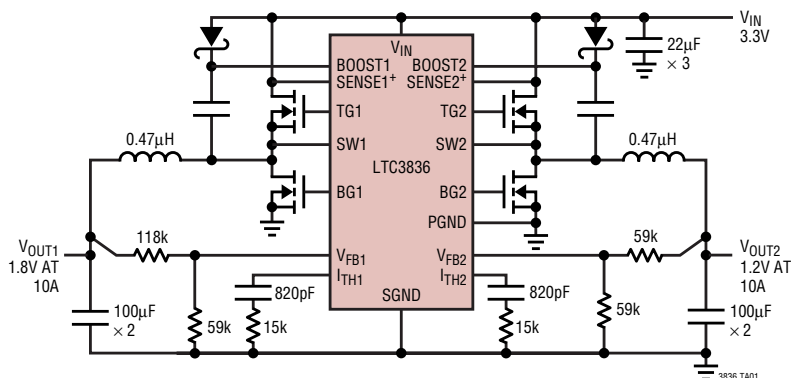 VIN
3.3V
22µF
× 3
VIN
BOOST1
BOOST2
SENSE1+
SENSE2+
TG1
TG2
SW1
SW2
LTC3836
BG1
BG2
PGND
0.47µH
0.47µH
VOUT1
1.8V AT
10A
118k
VFB1
VFB2
59k
VOUT2
1.2V AT
10A
ITH1
ITH2
SGND
820pF
820pF
100µF
× 2
59k
15k
15k
59k
100µF
× 2
3836 TA01